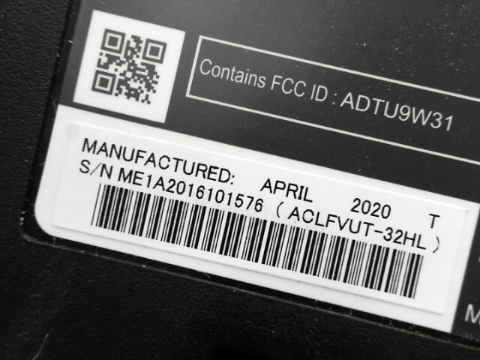 Contains FCC ID : ADTU9W31
MANUFACTURED: APRIL 2020 T
S/N ME1A2016101576 ( ACLFVUT-32HL )
M